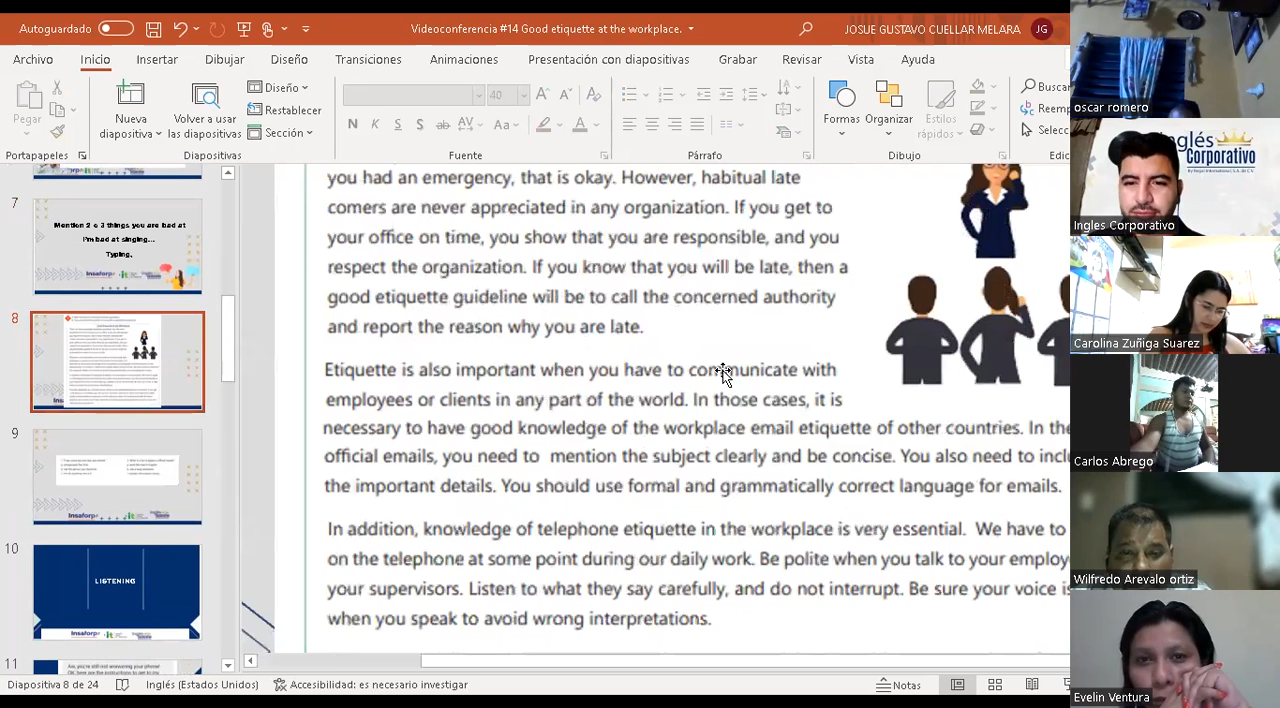 Autoguardado
Videoconferencia #14 Good etiquette at the workplace.
JOSUE GUSTAVO CUELLAR MELARA
JG
Archivo Inicio Insertar Dibujar Diseño Transiciones Animaciones Presentación con diapositivas Grabar Revisar Vista Ayuda
Pegar
Portapapeles
Nueva
diapositiva
Volver a usar
las diapositivas
Diseño
Restablecer
Sección
Diapositivas
40
N K S S ab AV Aa
Fuente
Párrafo
Formas
Organizar
Estilos
rápidos
Dibujo
Buscar
Reemp
Selecc
Edic
7
Mention 2 o 3 things you are bad at
I'm bad at singing...
Typing.
Insaforp
8
9
Insaforp
10
LISTENING
Insaforp
11
you had an emergency, that is okay. However, habitual late
comers are never appreciated in any organization. If you get to
your office on time, you show that you are responsible, and you
respect the organization. If you know that you will be late, then a
good etiquette guideline will be to call the concerned authority
and report the reason why you are late.
Etiquette is also important when you have to communicate with
employees or clients in any part of the world. In those cases, it is
necessary to have good knowledge of the workplace email etiquette of other countries. In the
official emails, you need to mention the subject clearly and be concise. You also need to inclu
the important details. You should use formal and grammatically correct language for emails.
In addition, knowledge of telephone etiquette in the workplace is very essential. We have to
on the telephone at some point during our daily work. Be polite when you talk to your employ
your supervisors. Listen to what they say carefully, and do not interrupt. Be sure your voice is
when you speak to avoid wrong interpretations.
Diapositiva 8 de 24
Inglés (Estados Unidos)
Accesibilidad: es necesario investigar
Notas
oscar romero
Inglés
Corporativo
Ingles Corporativo
Carolina Zuñiga Suarez
Carlos Abrego
Wilfredo Arevalo ortiz
Evelin Ventura